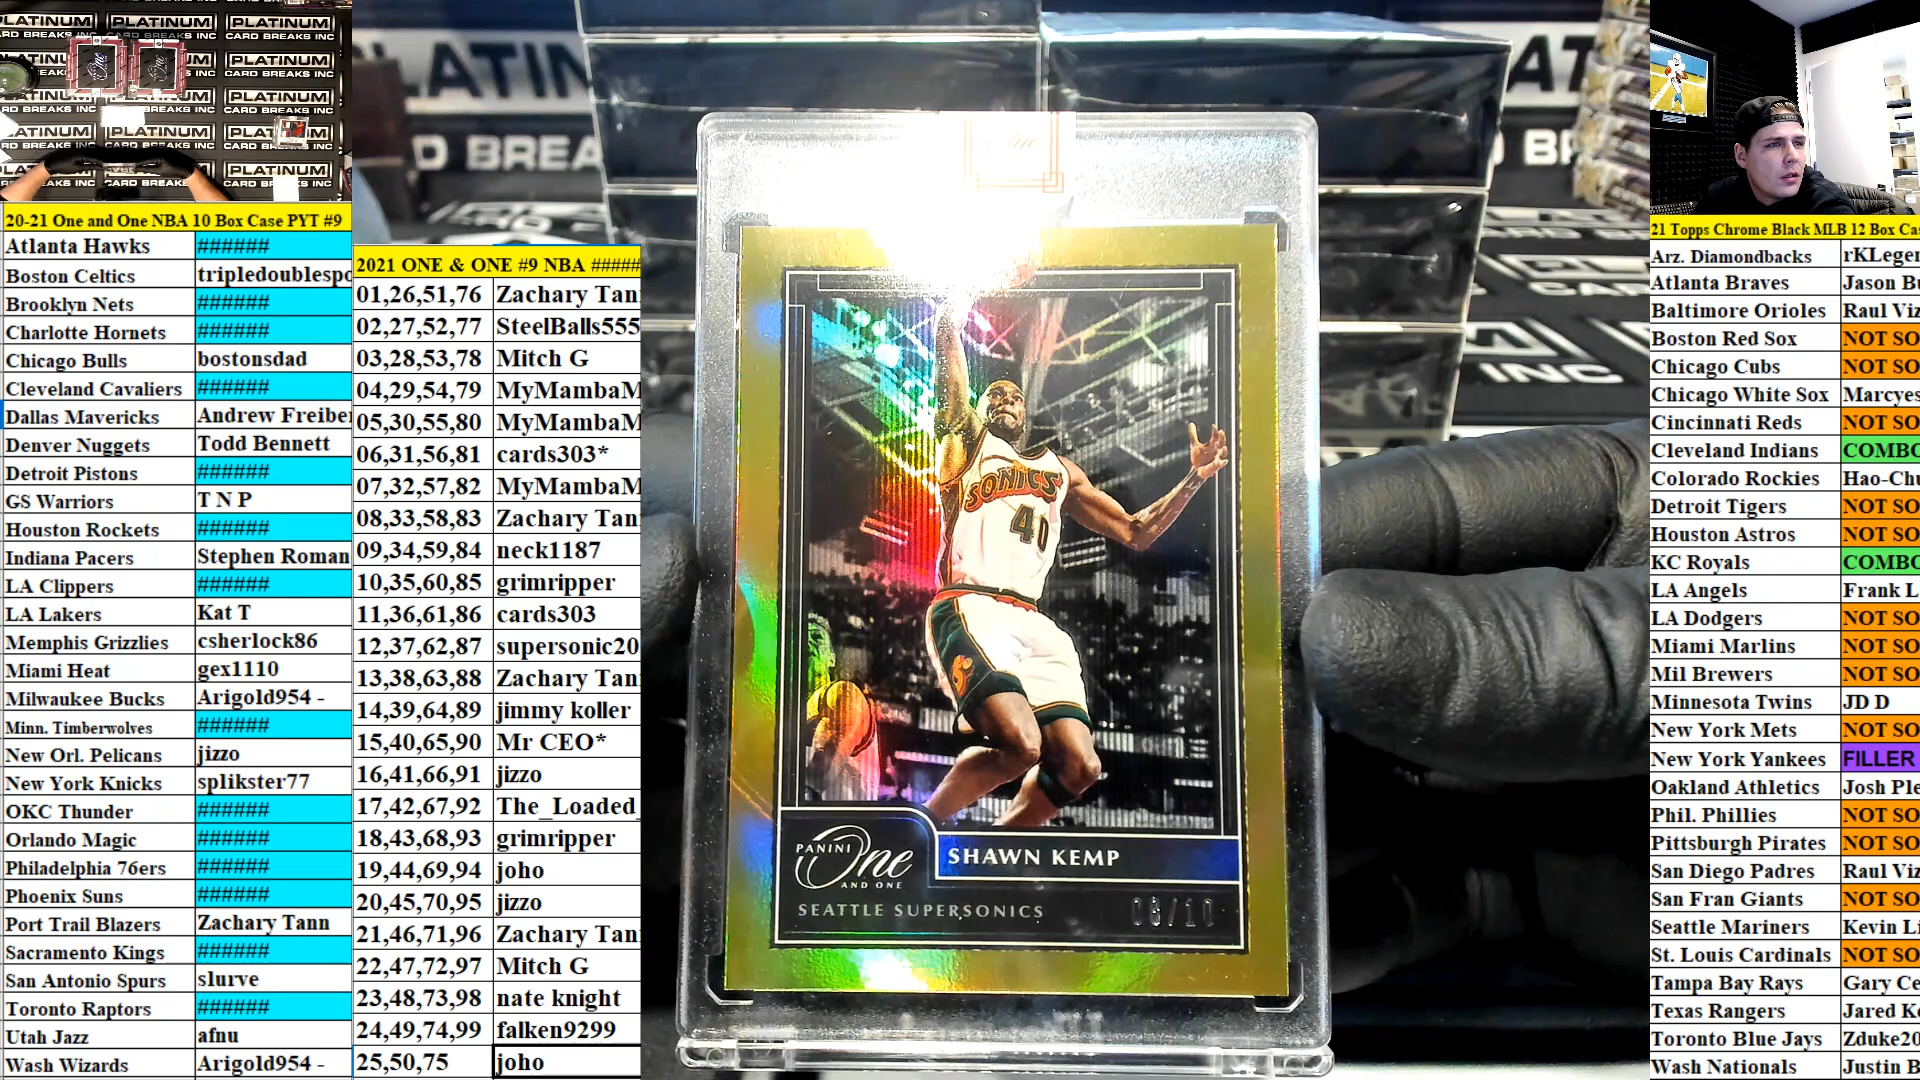 PLATINUM
CARD BREAKS INC
20-21 One and One NBA 10 Box Case PYT #9
Atlanta Hawks ######
Boston Celtics tripledoublespo
Brooklyn Nets ######
Charlotte Hornets ######
Chicago Bulls bostonsdad
Cleveland Cavaliers ######
Dallas Mavericks Andrew Freiber
Denver Nuggets Todd Bennett
Detroit Pistons ######
GS Warriors T N P
Houston Rockets ######
Indiana Pacers Stephen Roman
LA Clippers ######
LA Lakers Kat T
Memphis Grizzlies csherlock86
Miami Heat gex1110
Milwaukee Bucks Arigold954 -
Minn. Timberwolves ######
New Orl. Pelicans jizzo
New York Knicks splikster77
OKC Thunder ######
Orlando Magic ######
Philadelphia 76ers ######
Phoenix Suns ######
Port Trail Blazers Zachary Tann
Sacramento Kings ######
San Antonio Spurs slurve
Toronto Raptors ######
Utah Jazz afnu
Wash Wizards Arigold954 -
2021 ONE & ONE #9 NBA #####
01,26,51,76 Zachary Tan
02,27,52,77 SteelBalls555
03,28,53,78 Mitch G
04,29,54,79 MyMambaM
05,30,55,80 MyMambaM
06,31,56,81 cards303*
07,32,57,82 MyMambaM
08,33,58,83 Zachary Tan
09,34,59,84 neck1187
10,35,60,85 grimripper
11,36,61,86 cards303
12,37,62,87 supersonic20
13,38,63,88 Zachary Tan
14,39,64,89 jimmy koller
15,40,65,90 Mr CEO*
16,41,66,91 jizzo
17,42,67,92 The_Loaded_
18,43,68,93 grimripper
19,44,69,94 joho
20,45,70,95 jizzo
21,46,71,96 Zachary Tan
22,47,72,97 Mitch G
23,48,73,98 nate knight
24,49,74,99 falken9299
25,50,75 joho
SONICS
40
PANINI
One
AND ONE
SHAWN KEMP
SEATTLE SUPERSONICS
21 Topps Chrome Black MLB 12 Box Cas
Arz. Diamondbacks rKLegen
Atlanta Braves Jason Bu
Baltimore Orioles Raul Viz
Boston Red Sox NOT SO
Chicago Cubs NOT SO
Chicago White Sox Marcyes
Cincinnati Reds NOT SO
Cleveland Indians COMBO
Colorado Rockies Hao-Chu
Detroit Tigers NOT SO
Houston Astros NOT SO
KC Royals COMBO
LA Angels Frank L
LA Dodgers NOT SO
Miami Marlins NOT SO
Mil Brewers NOT SO
Minnesota Twins JD D
New York Mets NOT SO
New York Yankees FILLER
Oakland Athletics Josh Ple
Phil. Phillies NOT SO
Pittsburgh Pirates NOT SO
San Diego Padres Raul Viz
San Fran Giants NOT SO
Seattle Mariners Kevin Li
St. Louis Cardinals NOT SO
Tampa Bay Rays Gary Ce
Texas Rangers Jared Ko
Toronto Blue Jays Zduke20
Wash Nationals Justin B